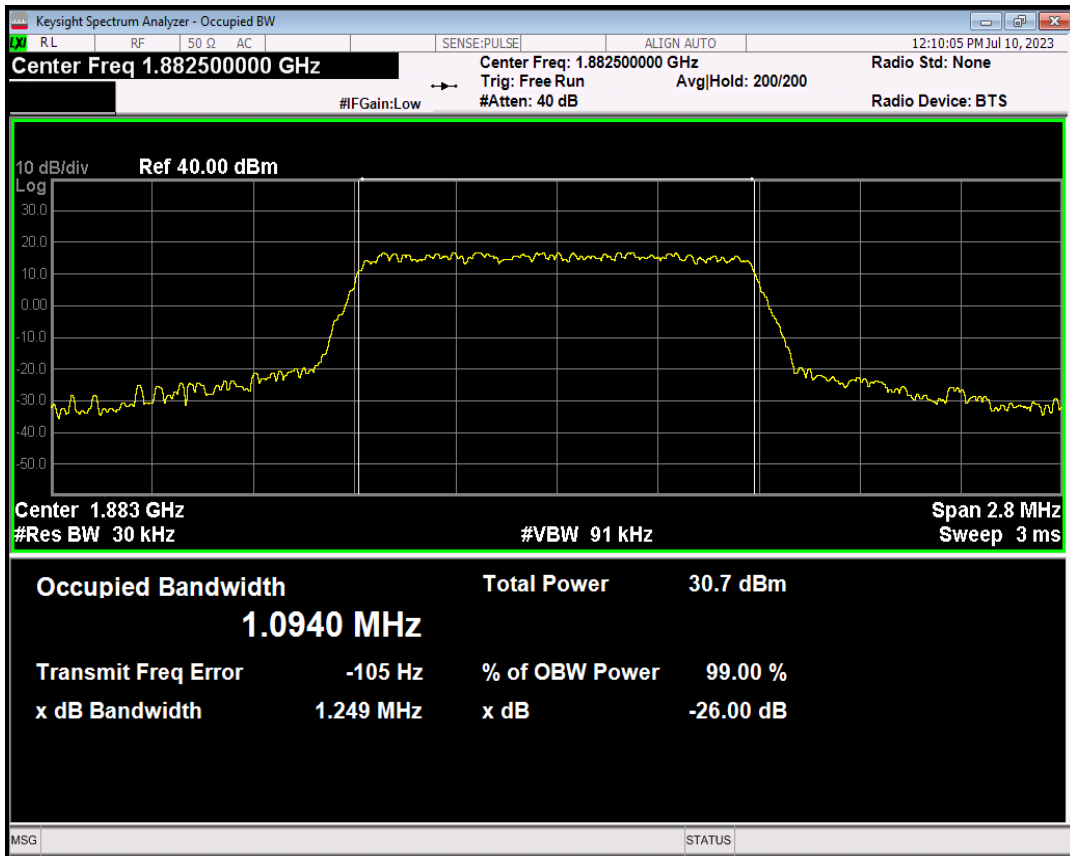 Keysight Spectrum Analyzer - Occupied BW
LXI RL RF 50 Ω AC SENSE:PULSE ALIGN AUTO 12:10:05 PM Jul 10, 2023
Center Freq 1.882500000 GHz
Center Freq: 1.882500000 GHz Radio Std: None
Trig: Free Run Avg|Hold: 200/200
#IFGain:Low #Atten: 40 dB Radio Device: BTS
10 dB/div Ref 40.00 dBm
Log
30.0
20.0
10.0
0.00
-10.0
-20.0
-30.0
-40.0
-50.0
Center 1.883 GHz Span 2.8 MHz
#Res BW 30 kHz #VBW 91 kHz Sweep 3 ms
Occupied Bandwidth Total Power 30.7 dBm
1.0940 MHz
Transmit Freq Error -105 Hz % of OBW Power 99.00 %
x dB Bandwidth 1.249 MHz x dB -26.00 dB
MSG STATUS